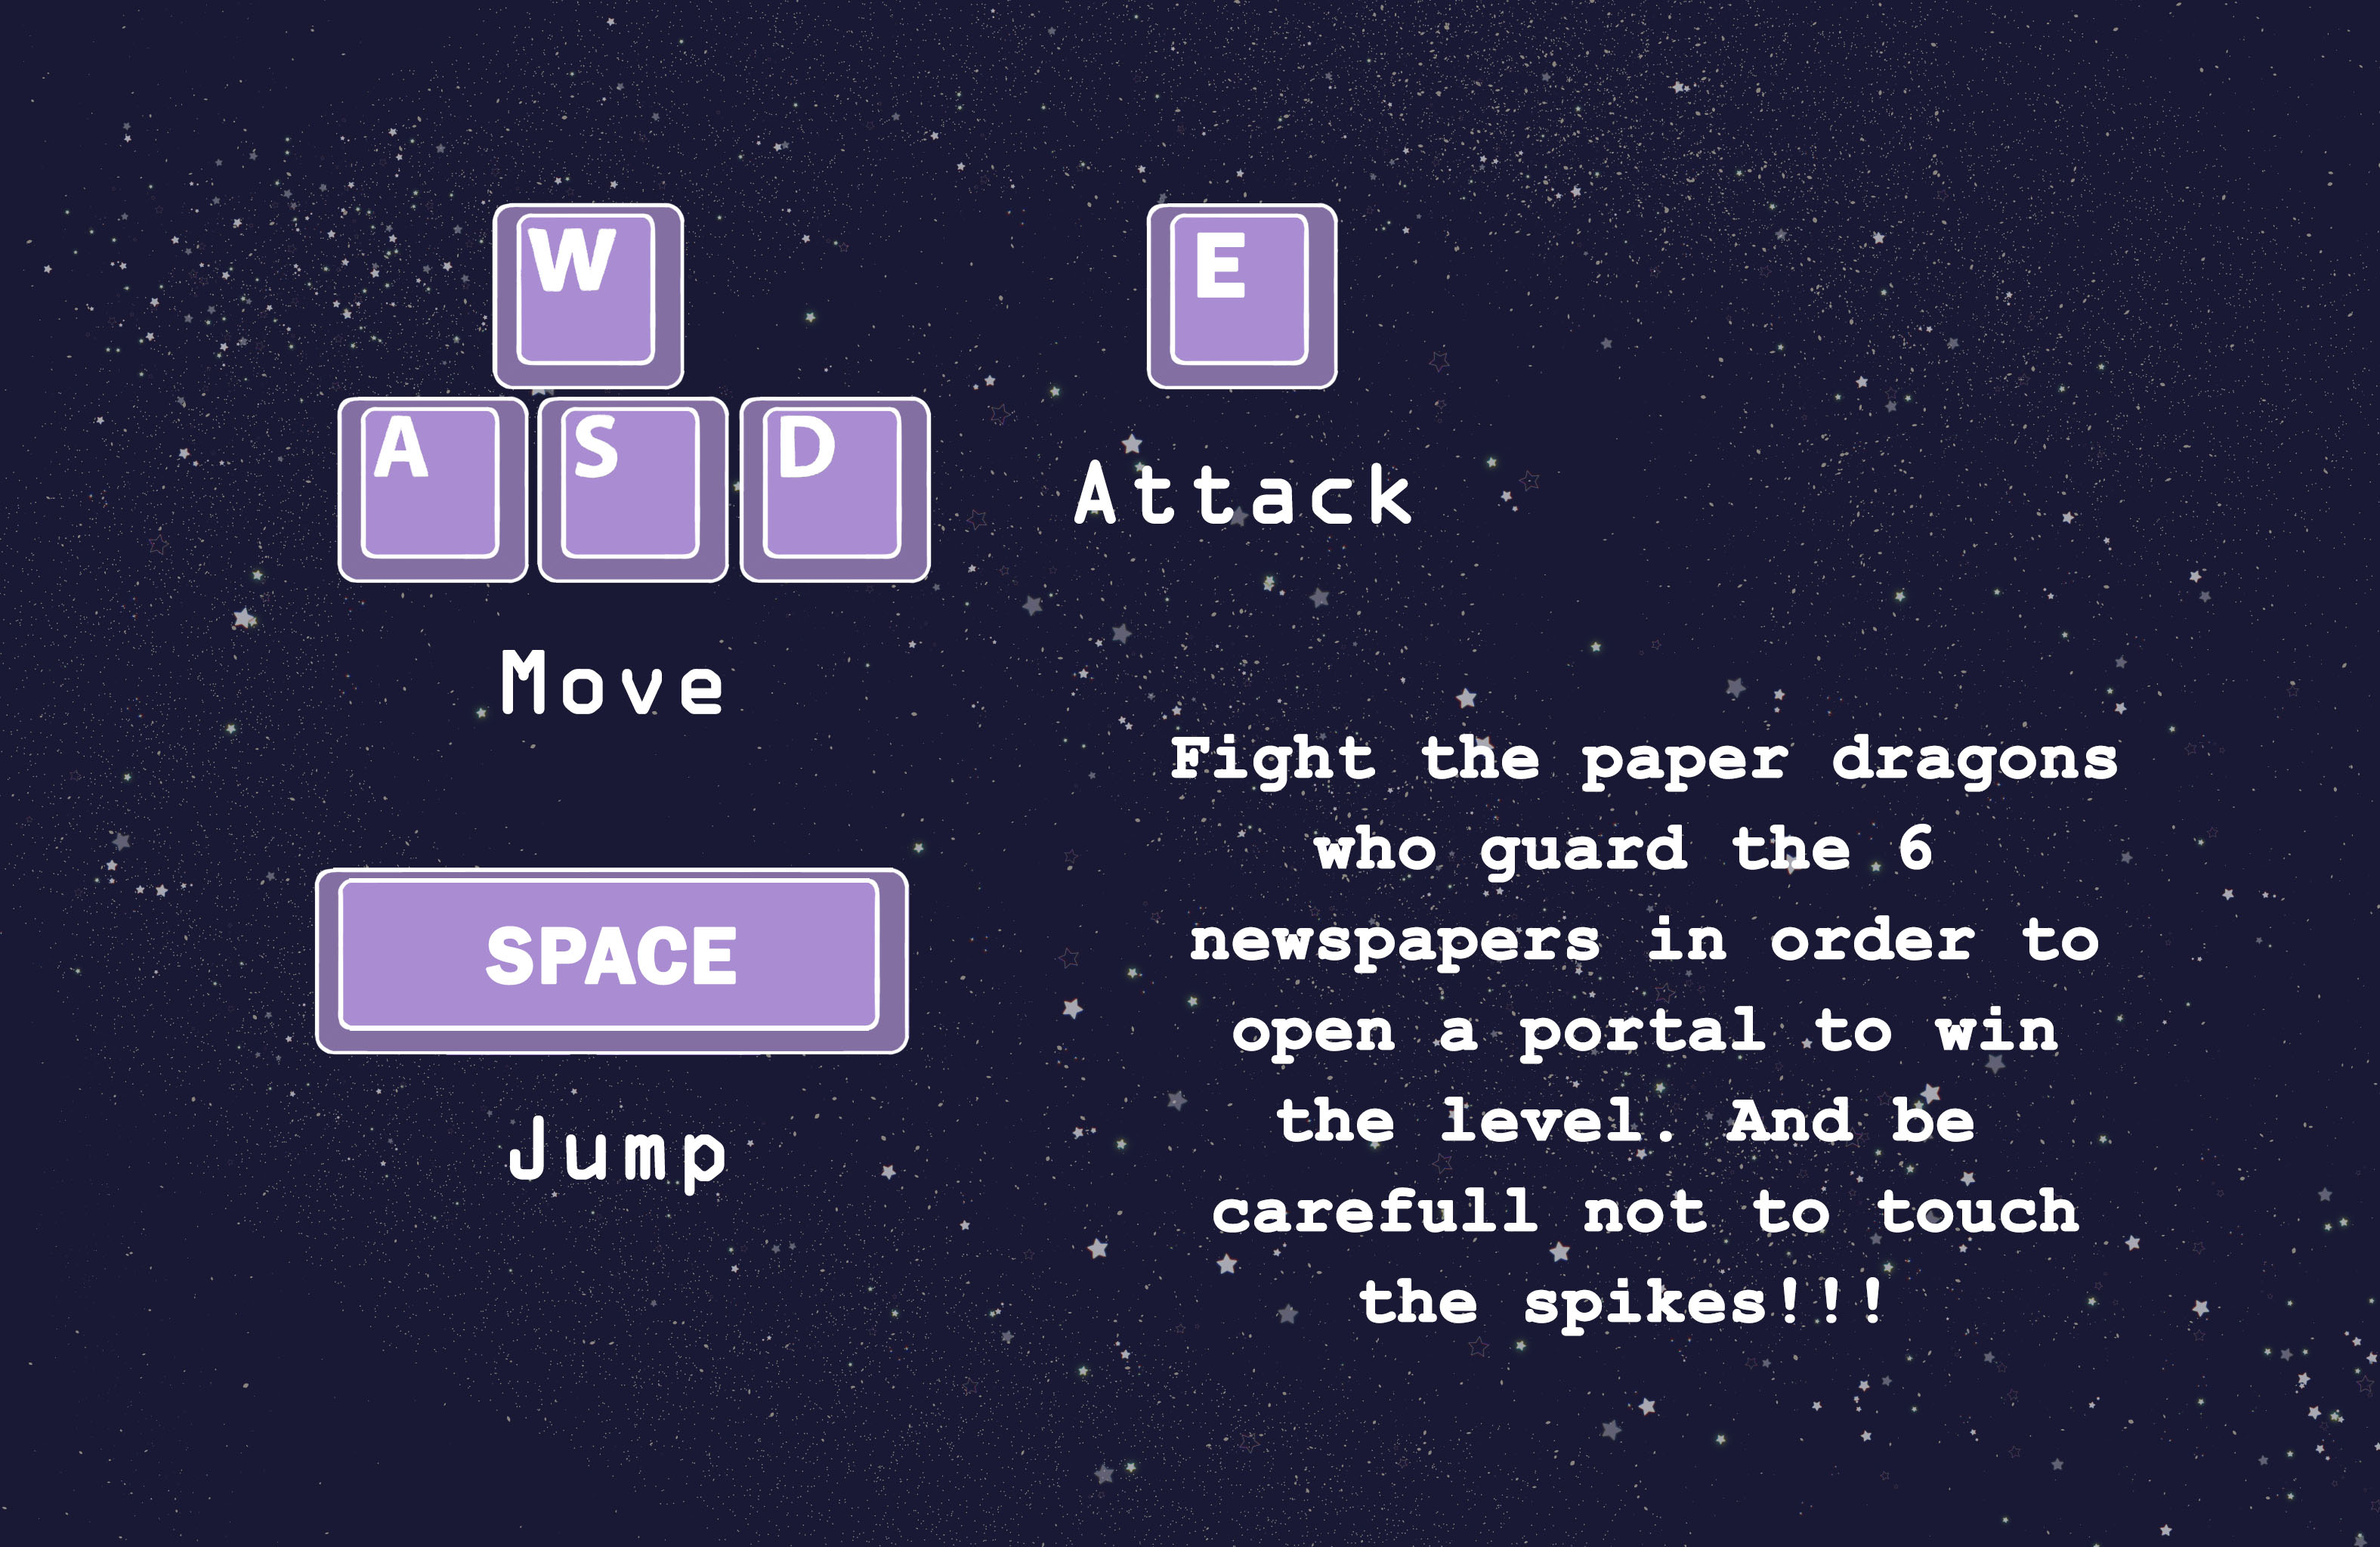 W
E
A S D
Attack
Move
SPACE
Jump
Fight the paper dragons
who guard the 6
newspapers in order to
open a portal to win
the level. And be
carefull not to touch
the spikes!!!